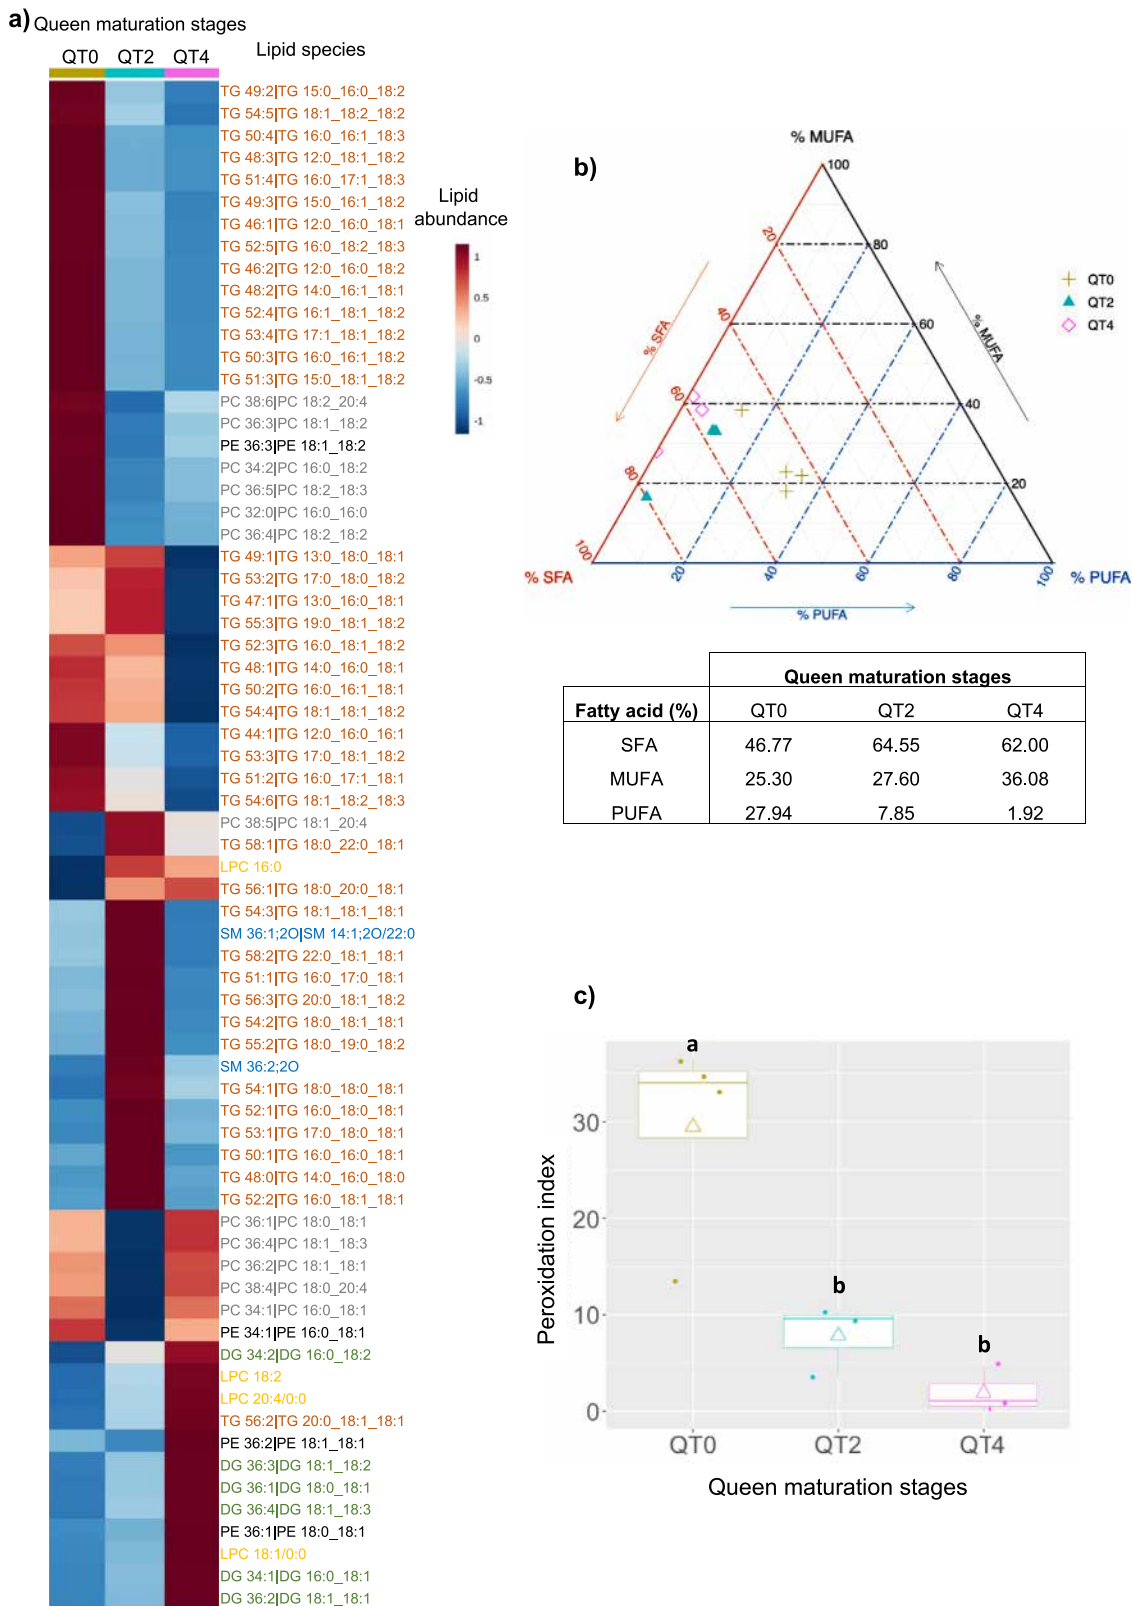 a) Queen maturation stages
QT0 QT2 QT4 Lipid species
TG 49:2|TG 15:0_16:0_18:2
TG 54:5|TG 18:1_18:2_18:2
TG 50:4|TG 16:0_16:1_18:3
TG 48:3|TG 12:0_18:1_18:2
TG 51:4|TG 16:0_17:1_18:3
TG 49:3|TG 15:0_16:1_18:2
TG 46:1|TG 12:0_16:0_18:1
TG 52:5|TG 16:0_18:2_18:3
TG 46:2|TG 12:0_16:0_18:2
TG 48:2|TG 14:0_16:1_18:1
TG 52:4|TG 16:1_18:1_18:2
TG 53:4|TG 17:1_18:1_18:2
TG 50:3|TG 16:0_16:1_18:2
TG 51:3|TG 15:0_18:1_18:2
PC 38:6|PC 18:2_20:4
PC 36:3|PC 18:1_18:2
PE 36:3|PE 18:1_18:2
PC 34:2|PC 16:0_18:2
PC 36:5|PC 18:2_18:3
PC 32:0|PC 16:0_16:0
PC 36:4|PC 18:2_18:2
TG 49:1|TG 13:0_18:0_18:1
TG 53:2|TG 17:0_18:0_18:2
TG 47:1|TG 13:0_16:0_18:1
TG 55:3|TG 19:0_18:1_18:2
TG 52:3|TG 16:0_18:1_18:2
TG 48:1|TG 14:0_16:0_18:1
TG 50:2|TG 16:0_16:1_18:1
TG 54:4|TG 18:1_18:1_18:2
TG 44:1|TG 12:0_16:0_16:1
TG 53:3|TG 17:0_18:1_18:2
TG 51:2|TG 16:0_17:1_18:1
TG 54:6|TG 18:1_18:2_18:3
PC 38:5|PC 18:1_20:4
TG 58:1|TG 18:0_22:0_18:1
LPC 16:0
TG 56:1|TG 18:0_20:0_18:1
TG 54:3|TG 18:1_18:1_18:1
SM 36:1;2O|SM 14:1;2O/22:0
TG 58:2|TG 22:0_18:1_18:1
TG 51:1|TG 16:0_17:0_18:1
TG 56:3|TG 20:0_18:1_18:2
TG 54:2|TG 18:0_18:1_18:1
TG 55:2|TG 18:0_19:0_18:2
SM 36:2;2O
TG 54:1|TG 18:0_18:0_18:1
TG 52:1|TG 16:0_18:0_18:1
TG 53:1|TG 17:0_18:0_18:1
TG 50:1|TG 16:0_16:0_18:1
TG 48:0|TG 14:0_16:0_18:0
TG 52:2|TG 16:0_18:1_18:1
PC 36:1|PC 18:0_18:1
PC 36:4|PC 18:1_18:3
PC 36:2|PC 18:1_18:1
PC 38:4|PC 18:0_20:4
PC 34:1|PC 16:0_18:1
PE 34:1|PE 16:0_18:1
DG 34:2|DG 16:0_18:2
LPC 18:2
LPC 20:4/0:0
TG 56:2|TG 20:0_18:1_18:1
PE 36:2|PE 18:1_18:1
DG 36:3|DG 18:1_18:2
DG 36:1|DG 18:0_18:1
DG 36:4|DG 18:1_18:3
PE 36:1|PE 18:0_18:1
LPC 18:1/0:0
DG 34:1|DG 16:0_18:1
DG 36:2|DG 18:1_18:1
Lipid
abundance
1
0.5
0
-0.5
-1
b)
% MUFA
100
20
80
40
60
60
40
80
20
100
% SFA
20
40
60
80
100
% PUFA
% SFA
% MUFA
% PUFA
QT0
QT2
QT4
Queen maturation stages
Fatty acid (%) QT0 QT2 QT4
SFA 46.77 64.55 62.00
MUFA 25.30 27.60 36.08
PUFA 27.94 7.85 1.92
c)
Peroxidation index
30
20
10
0
a
b
b
QT0 QT2 QT4
Queen maturation stages